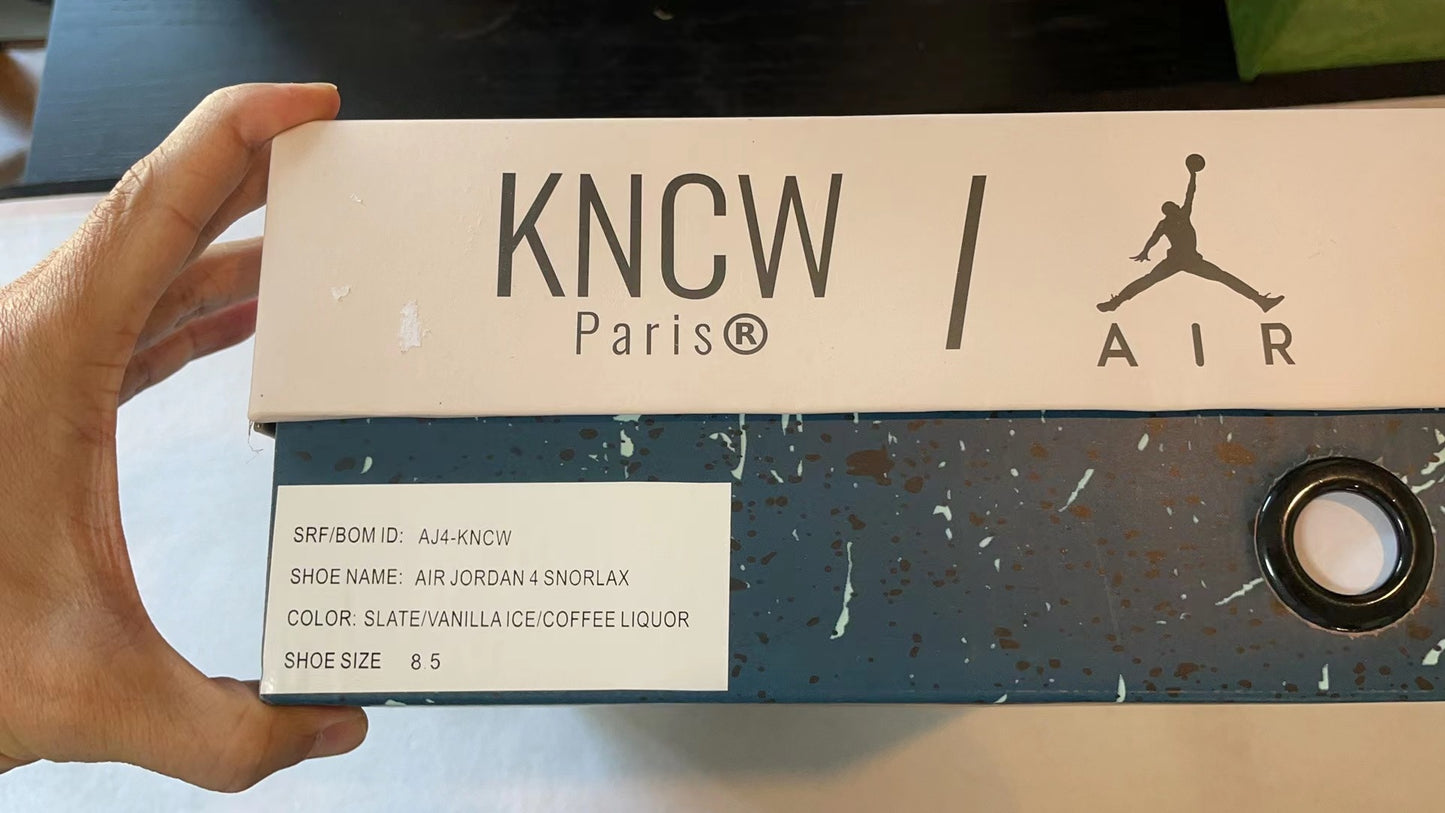 KNCW /
Paris®
AIR
SRF/BOM ID: AJ4-KNCW
SHOE NAME: AIR JORDAN 4 SNORLAX
COLOR: SLATE/VANILLA ICE/COFFEE LIQUOR
SHOE SIZE 8.5